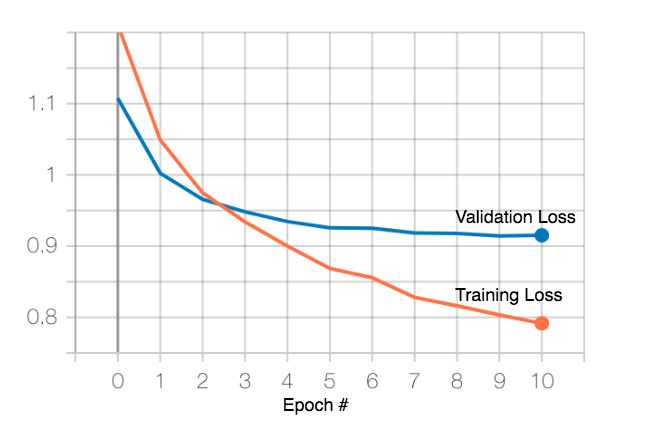 1.1
1
0.9
0.8
Validation Loss
Training Loss
0 1 2 3 4 5 6 7 8 9 10
Epoch #